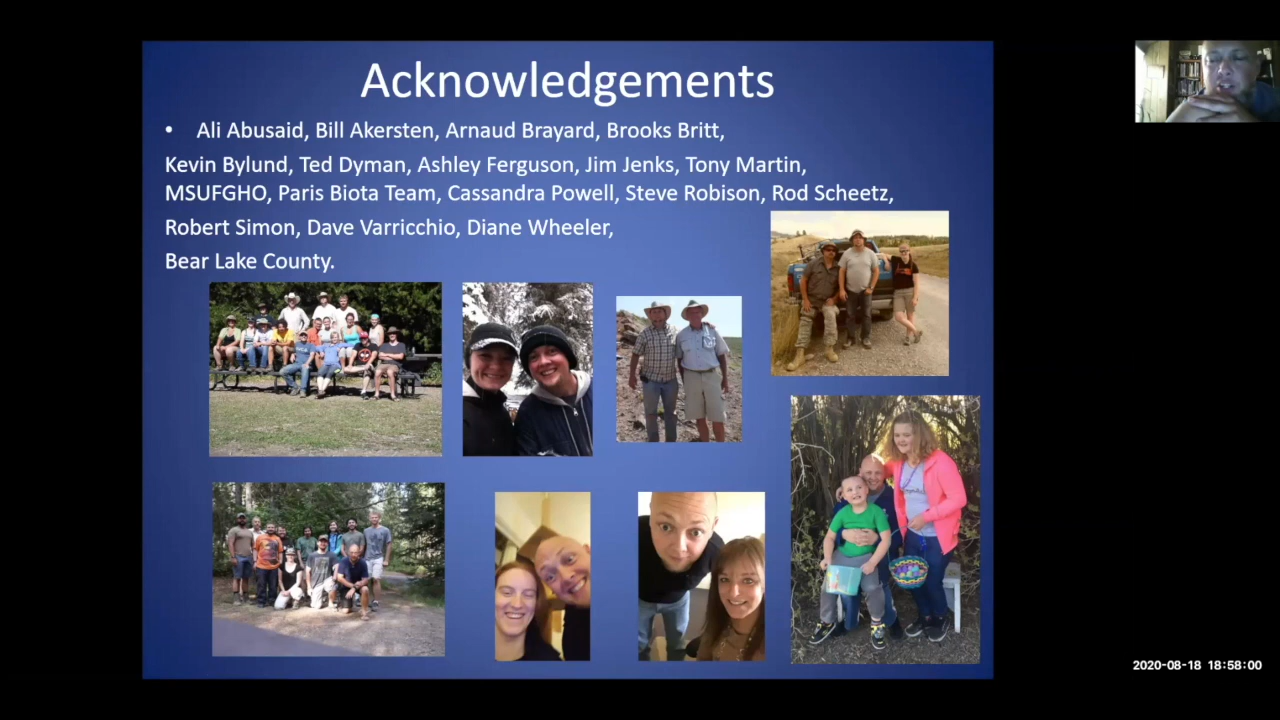 Acknowledgements
• Ali Abusaid, Bill Akersten, Arnaud Brayard, Brooks Britt,
Kevin Bylund, Ted Dyman, Ashley Ferguson, Jim Jenks, Tony Martin,
MSUFGHO, Paris Biota Team, Cassandra Powell, Steve Robison, Rod Scheetz,
Robert Simon, Dave Varricchio, Diane Wheeler,
Bear Lake County.
2020-08-18 18:58:00